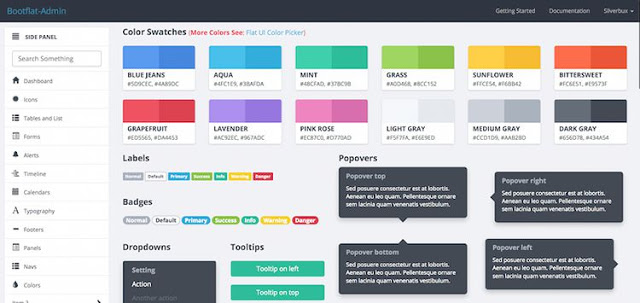 Bootflat-Admin
Getting Started
Documentation
Silverbux
SIDE PANEL
Search Something
Dashboard
Icons
Tables and List
Forms
Alerts
Timeline
Calendars
Typography
Footers
Panels
Navs
Colors
Color Swatches (More Colors See: Flat UI Color Picker)
BLUE JEANS
#5D9CEC, #4A89DC
AQUA
#4FC1E9, #3BAFDA
MINT
#48CFAD, #37BC9B
GRASS
#A0D468, #8CC152
SUNFLOWER
#FFCE54, #F6BB42
BITTERSWEET
#FC6E51, #E9573F
GRAPEFRUIT
#ED5565, #DA4453
LAVENDER
#AC92EC, #967ADC
PINK ROSE
#EC87C0, #D770AD
LIGHT GRAY
#F5F7FA, #E6E9ED
MEDIUM GRAY
#CCD1D9, #AAB2BD
DARK GRAY
#656D78, #434A54
Labels
Normal Default Primary Success Info Warning Danger
Badges
Normal Default Primary Success Info Warning Danger
Dropdowns
Setting
Action
Another action
Tooltips
Tooltip on left
Tooltip on top
Popovers
Popover top
Sed posuere consectetur est at lobortis.
Aenean eu leo quam. Pellentesque ornare
sem lacinia quam venenatis vestibulum.
Popover right
Sed posuere consectetur est at lobortis.
Aenean eu leo quam. Pellentesque ornare
sem lacinia quam venenatis vestibulum.
Popover bottom
Sed posuere consectetur est at lobortis.
Aenean eu leo quam. Pellentesque ornare
sem lacinia quam venenatis vestibulum.
Popover left
Sed posuere consectetur est at lobortis.
Aenean eu leo quam. Pellentesque ornare
sem lacinia quam venenatis vestibulum.